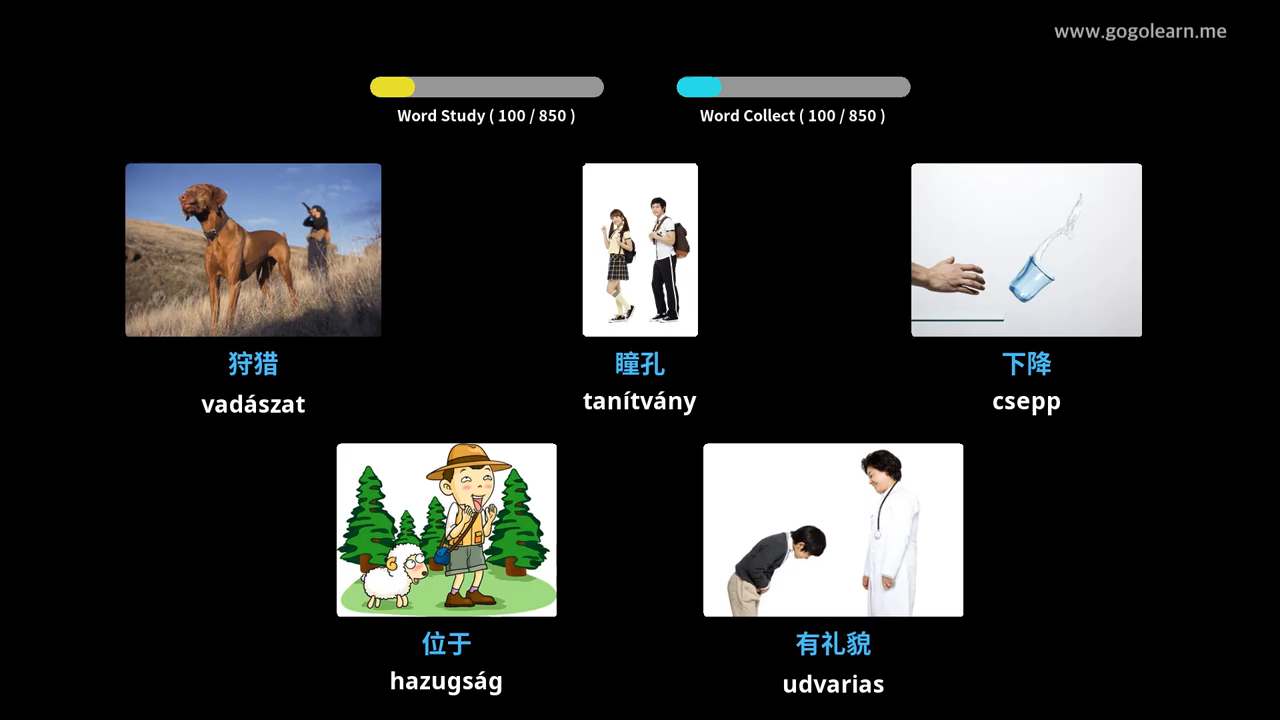 www.gogolearn.me
Word Study ( 100 / 850 )
Word Collect ( 100 / 850 )
狩猎
vadászat
瞳孔
tanítvány
下降
csepp
位于
hazugság
有礼貌
udvarias